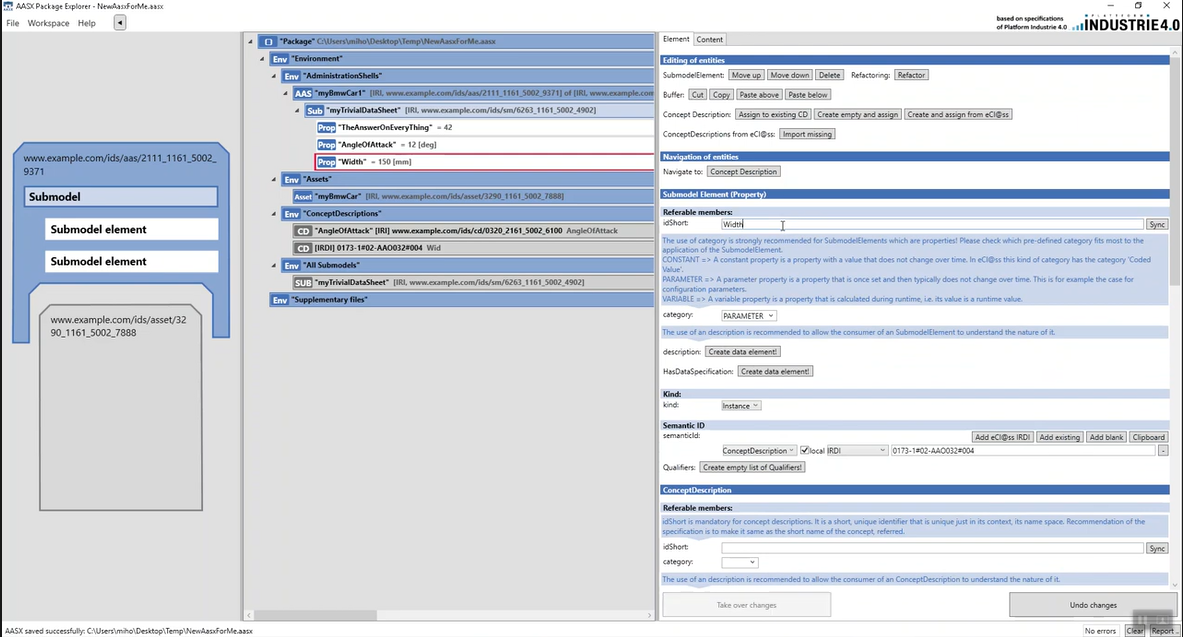 AASX Package Explorer - NewAasxForMe.aasx
File Workspace Help
based on specifications
of Platform Industrie 4.0
PLATTFORM
INDUSTRIE4.0
www.example.com/ids/aas/2111_1161_5002_
9371
Submodel
Submodel element
Submodel element
www.example.com/ids/asset/32
90_1161_5002_7888
"Package" C:\Users\miho\Desktop\Temp\NewAasxForMe.aasx
Env "Environment"
Env "AdministrationShells"
AAS "myBmwCar1" [IRI, www.example.com/ids/aas/2111_1161_5002_9371] of [IRI, www.example.com
Sub "myTrivialDataSheet" [IRI, www.example.com/ids/sm/6263_1161_5002_4902]
Prop "TheAnswerOnEveryThing" = 42
Prop "AngleOfAttack" = 12 [deg]
Prop "Width" = 150 [mm]
Env "Assets"
Asset "myBmwCar" [IRI, www.example.com/ids/asset/3290_1161_5002_7888]
Env "ConceptDescriptions"
CD "AngleOfAttack" [IRI] www.example.com/ids/cd/0320_2161_5002_6100 AngleOfAttack
CD [IRDI] 0173-1#02-AAO032#004 Wid
Env "All Submodels"
SUB "myTrivialDataSheet" [IRI, www.example.com/ids/sm/6263_1161_5002_4902]
Env "Supplementary files"
Element Content
Editing of entities
SubmodelElement: Move up Move down Delete Refactoring: Refactor
Buffer: Cut Copy Paste above Paste below
Concept Description: Assign to existing CD Create empty and assign Create and assign from eCl@ss
ConceptDescriptions from eCl@ss: Import missing
Navigation of entities
Navigate to: Concept Description
Submodel Element (Property)
Referable members:
idShort: Width Sync
The use of category is strongly recommended for SubmodelElements which are properties! Please check which pre-defined category fits most to the
application of the SubmodelElement.
CONSTANT => A constant property is a property with a value that does not change over time. In eCl@ss this kind of category has the category 'Coded
Value'.
PARAMETER => A parameter property is a property that is once set and then typically does not change over time. This is for example the case for
configuration parameters.
VARIABLE => A variable property is a property that is calculated during runtime, i.e. its value is a runtime value.
category: PARAMETER
The use of an description is recommended to allow the consumer of an SubmodelElement to understand the nature of it.
description: Create data element!
HasDataSpecification: Create data element!
Kind:
kind: Instance
Semantic ID
semanticId: Add eCl@ss IRDI Add existing Add blank Clipboard
ConceptDescription local IRDI 0173-1#02-AAO032#004 -
Qualifiers: Create empty list of Qualifiers!
ConceptDescription
Referable members:
idShort is mandatory for concept descriptions. It is a short, unique identifier that is unique just in its context, its name space. Recommendation of the
specification is to make it same as the short name of the concept, referred.
idShort: Sync
category:
The use of an description is recommended to allow the consumer of an ConceptDescription to understand the nature of it.
Take over changes Undo changes
AASX saved successfully: C:\Users\miho\Desktop\Temp\NewAasxForMe.aasx
No errors Clear Report..